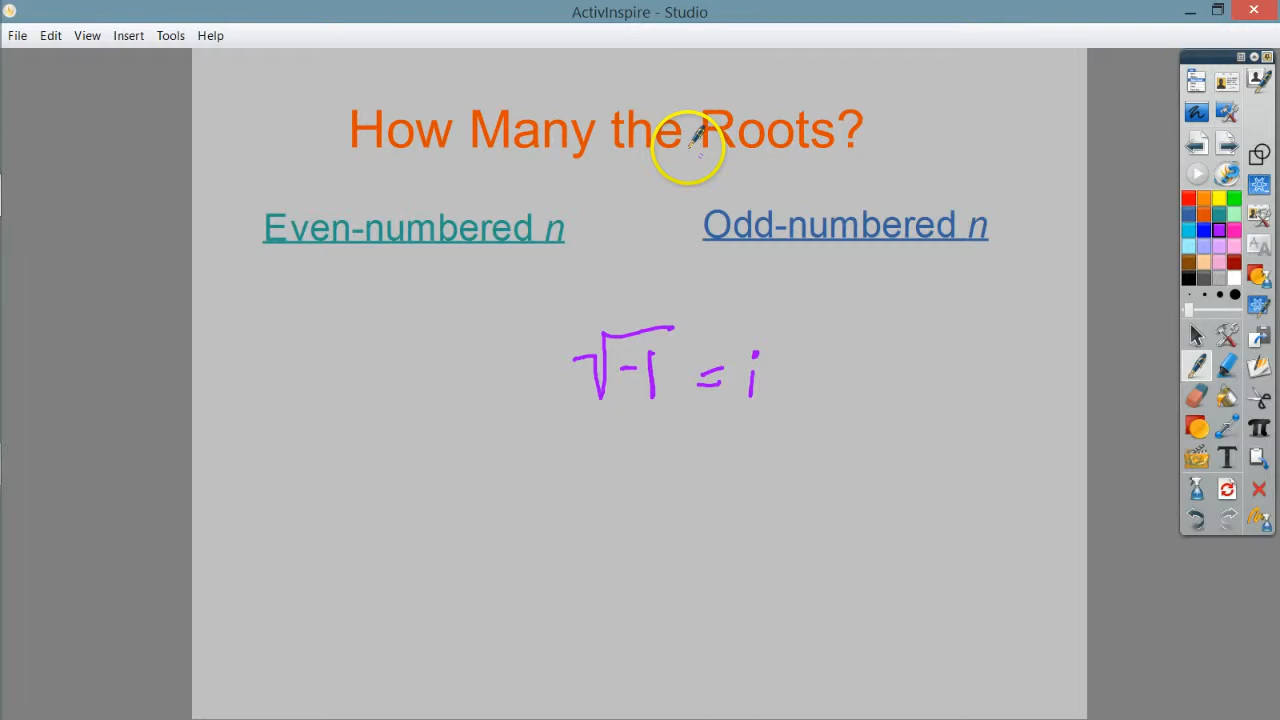 ActivInspire - Studio
File Edit View Insert Tools Help
How Many the Roots?
Even-numbered n
Odd-numbered n
√-1 = i